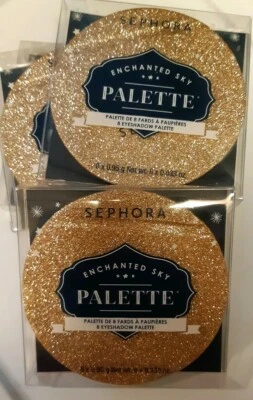 SEPHORA
ENCHANTED SKY
PALETTE
PALETTE DE 8 FARDS À PAUPIÈRES
8 EYESHADOW PALETTE
SEPHORA
ENCHANTED SKY
PALETTE
PALETTE DE 8 FARDS À PAUPIÈRES
8 EYESHADOW PALETTE